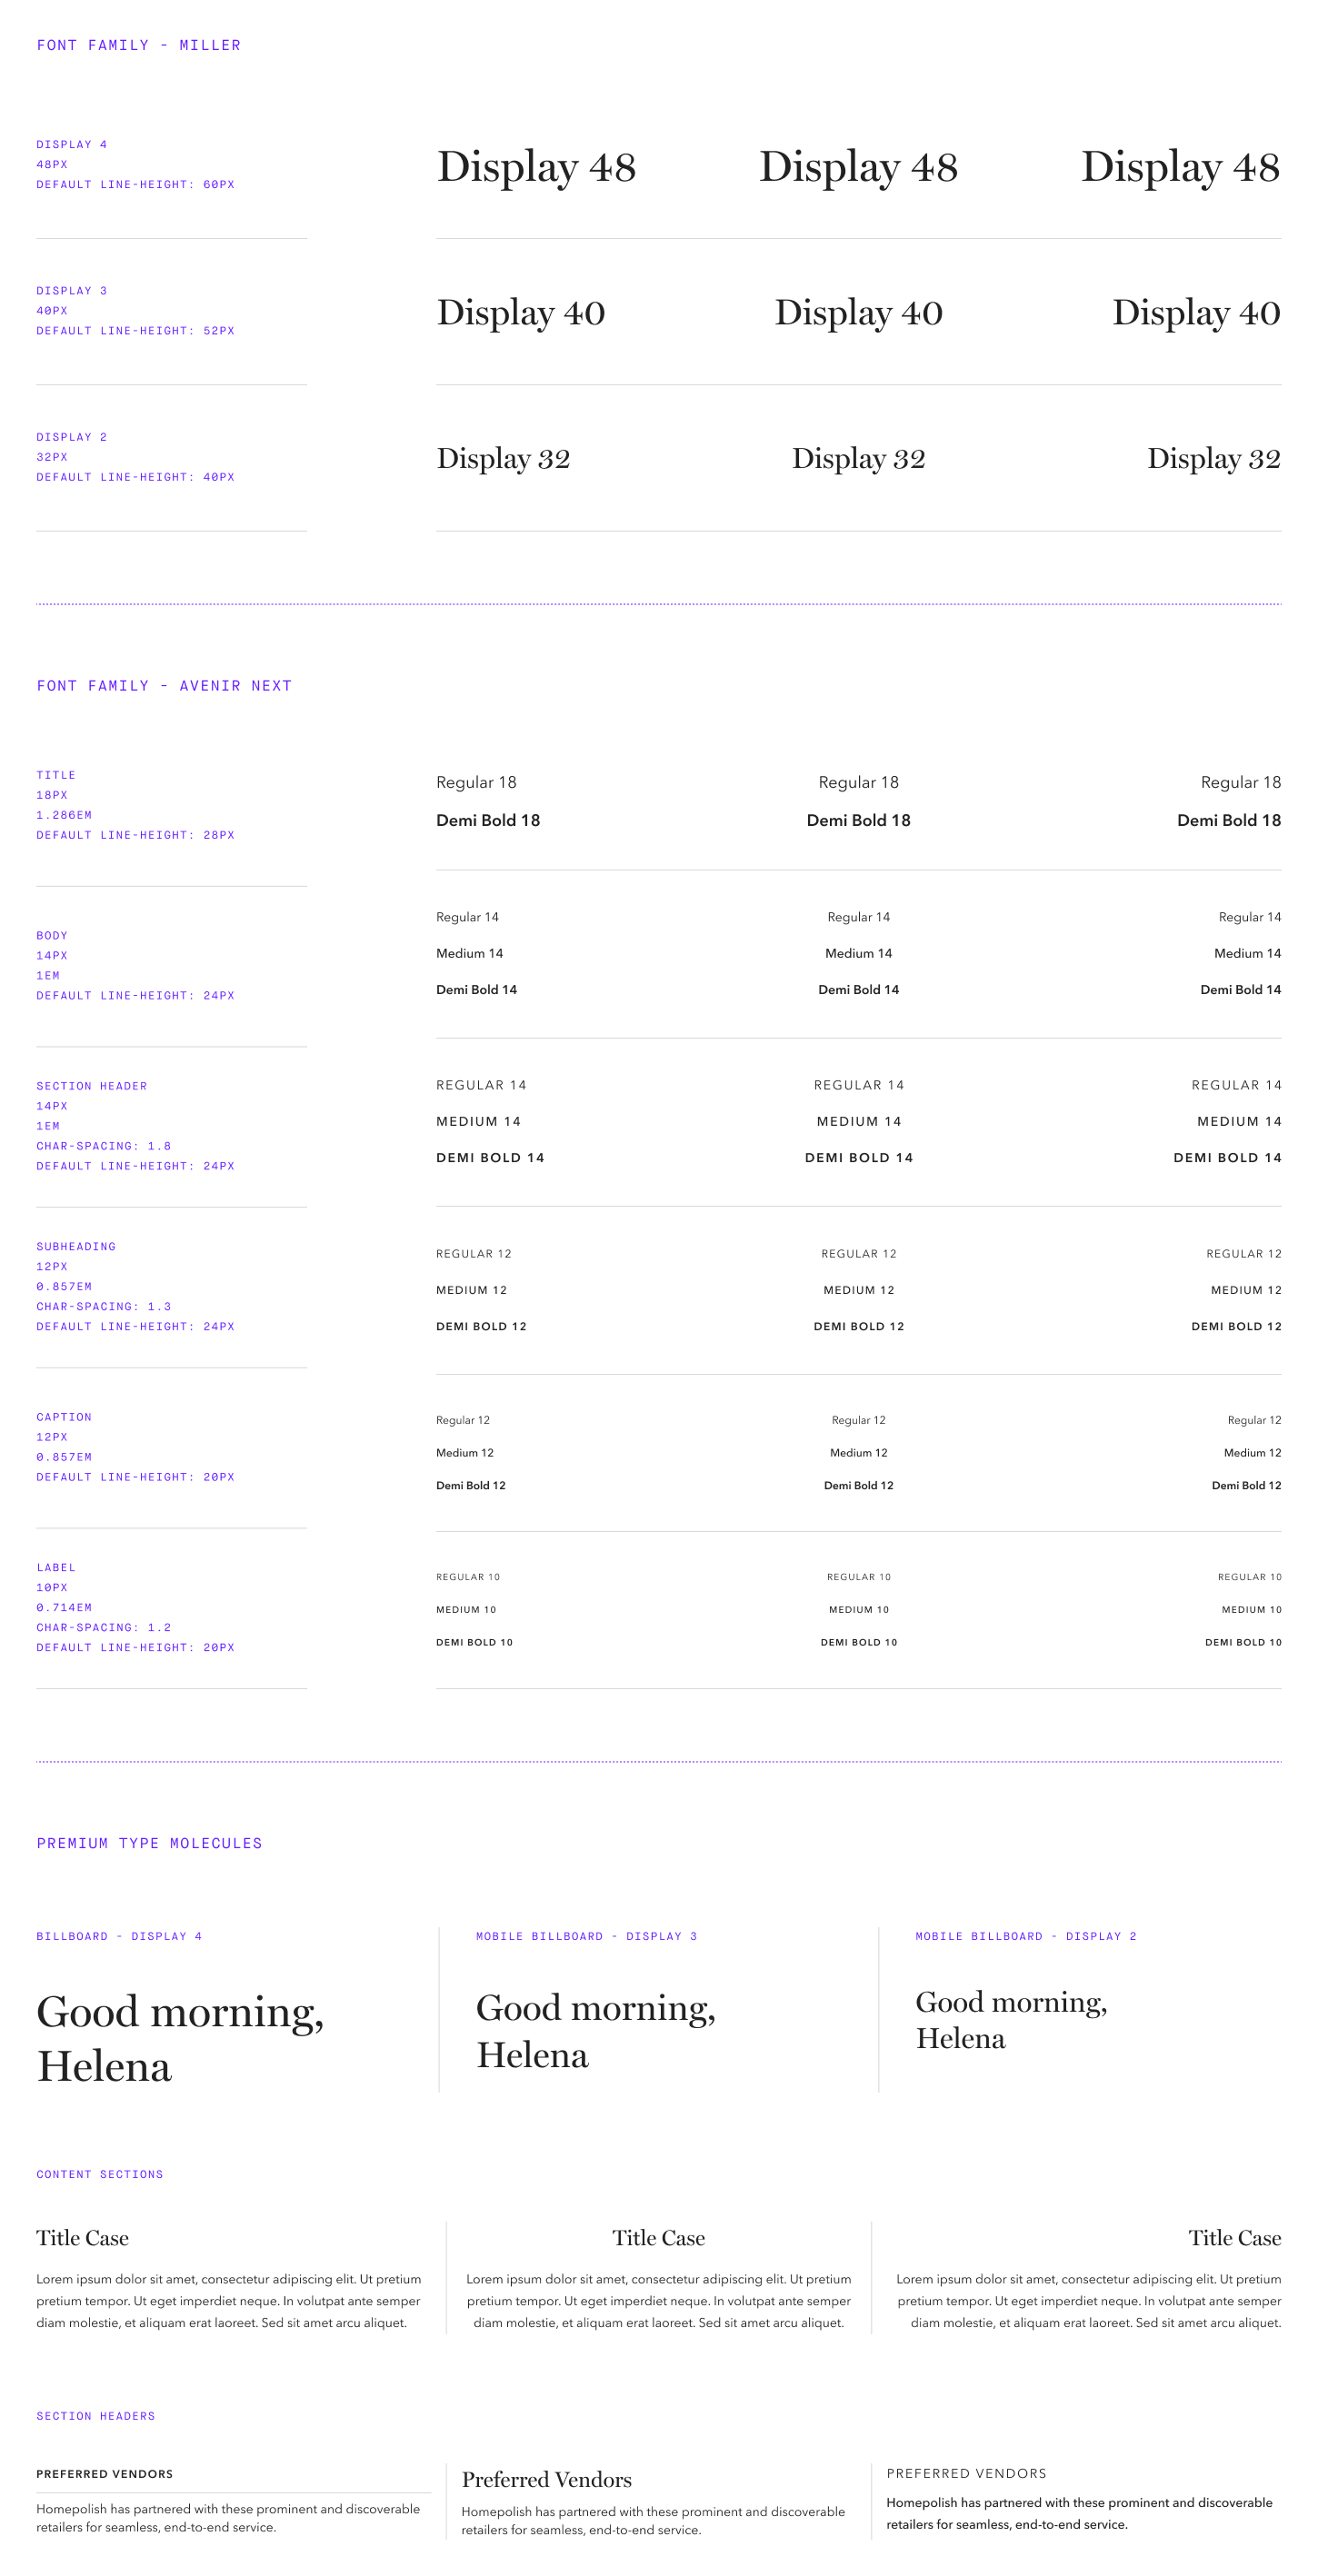 FONT FAMILY - MILLER
DISPLAY 4
48PX
DEFAULT LINE-HEIGHT: 60PX
Display 48 Display 48 Display 48
DISPLAY 3
40PX
DEFAULT LINE-HEIGHT: 52PX
Display 40 Display 40 Display 40
DISPLAY 2
32PX
DEFAULT LINE-HEIGHT: 40PX
Display 32 Display 32 Display 32
FONT FAMILY - AVENIR NEXT
TITLE
18PX
1.286EM
DEFAULT LINE-HEIGHT: 28PX
Regular 18 Regular 18 Regular 18
Demi Bold 18 Demi Bold 18 Demi Bold 18
BODY
14PX
1EM
DEFAULT LINE-HEIGHT: 24PX
Regular 14 Regular 14 Regular 14
Medium 14 Medium 14 Medium 14
Demi Bold 14 Demi Bold 14 Demi Bold 14
SECTION HEADER
14PX
1EM
CHAR-SPACING: 1.8
DEFAULT LINE-HEIGHT: 24PX
REGULAR 14 REGULAR 14 REGULAR 14
MEDIUM 14 MEDIUM 14 MEDIUM 14
DEMI BOLD 14 DEMI BOLD 14 DEMI BOLD 14
SUBHEADING
12PX
0.857EM
CHAR-SPACING: 1.3
DEFAULT LINE-HEIGHT: 24PX
REGULAR 12 REGULAR 12 REGULAR 12
MEDIUM 12 MEDIUM 12 MEDIUM 12
DEMI BOLD 12 DEMI BOLD 12 DEMI BOLD 12
CAPTION
12PX
0.857EM
DEFAULT LINE-HEIGHT: 20PX
Regular 12 Regular 12 Regular 12
Medium 12 Medium 12 Medium 12
Demi Bold 12 Demi Bold 12 Demi Bold 12
LABEL
10PX
0.714EM
CHAR-SPACING: 1.2
DEFAULT LINE-HEIGHT: 20PX
REGULAR 10 REGULAR 10 REGULAR 10
MEDIUM 10 MEDIUM 10 MEDIUM 10
DEMI BOLD 10 DEMI BOLD 10 DEMI BOLD 10
PREMIUM TYPE MOLECULES
BILLBOARD - DISPLAY 4
Good morning,
Helena
MOBILE BILLBOARD - DISPLAY 3
Good morning,
Helena
MOBILE BILLBOARD - DISPLAY 2
Good morning,
Helena
CONTENT SECTIONS
Title Case
Lorem ipsum dolor sit amet, consectetur adipiscing elit. Ut pretium
pretium tempor. Ut eget imperdiet neque. In volutpat ante semper
diam molestie, et aliquam erat laoreet. Sed sit amet arcu aliquet.
Title Case
Lorem ipsum dolor sit amet, consectetur adipiscing elit. Ut pretium
pretium tempor. Ut eget imperdiet neque. In volutpat ante semper
diam molestie, et aliquam erat laoreet. Sed sit amet arcu aliquet.
Title Case
Lorem ipsum dolor sit amet, consectetur adipiscing elit. Ut pretium
pretium tempor. Ut eget imperdiet neque. In volutpat ante semper
diam molestie, et aliquam erat laoreet. Sed sit amet arcu aliquet.
SECTION HEADERS
PREFERRED VENDORS
Homepolish has partnered with these prominent and discoverable
retailers for seamless, end-to-end service.
Preferred Vendors
Homepolish has partnered with these prominent and discoverable
retailers for seamless, end-to-end service.
PREFERRED VENDORS
Homepolish has partnered with these prominent and discoverable
retailers for seamless, end-to-end service.